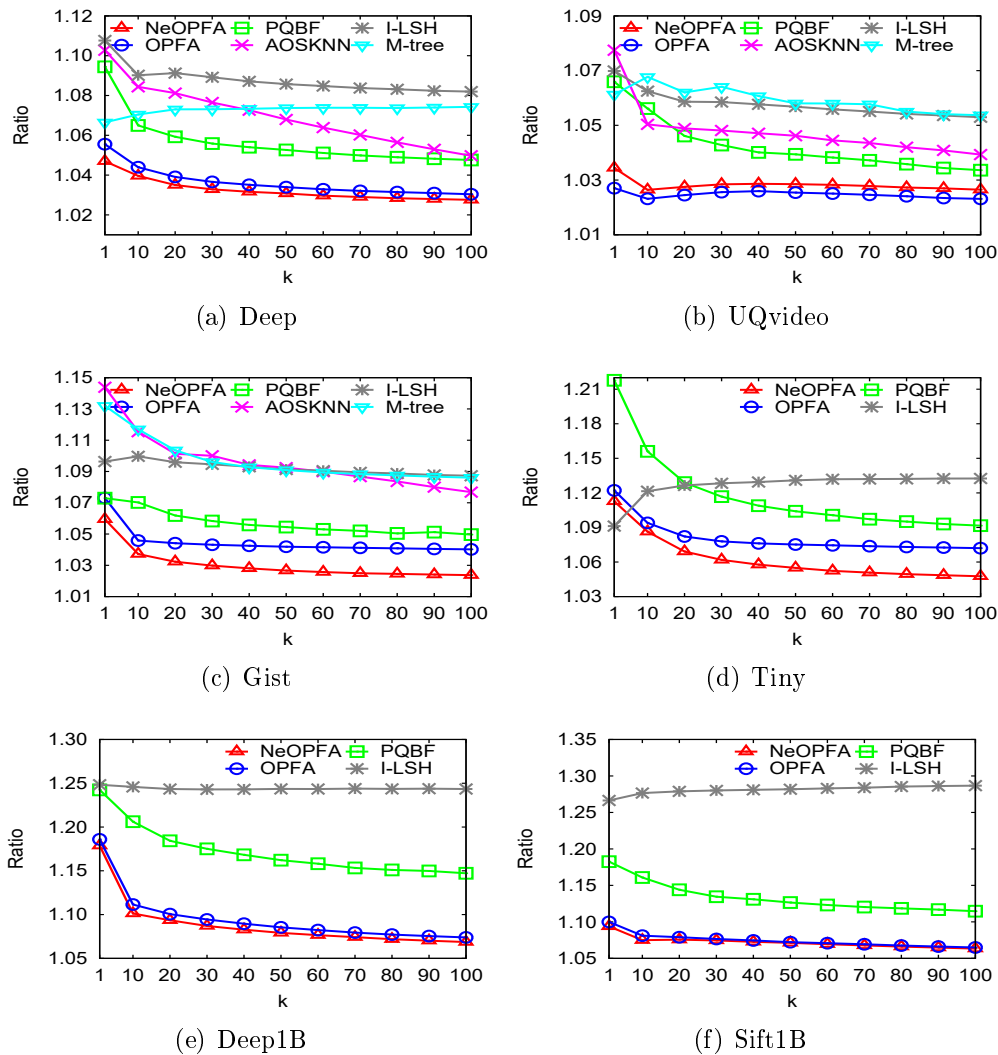 NeOPFA PQBF I-LSH
OPFA AOSKNN M-tree
Ratio
1.12
1.10
1.08
1.06
1.04
1.02
1 10 20 30 40 50 60 70 80 90 100
k
(a) Deep
NeOPFA PQBF I-LSH
OPFA AOSKNN M-tree
Ratio
1.09
1.07
1.05
1.03
1.01
1 10 20 30 40 50 60 70 80 90 100
k
(b) UQvideo
NeOPFA PQBF I-LSH
OPFA AOSKNN M-tree
Ratio
1.15
1.13
1.11
1.09
1.07
1.05
1.03
1.01
1 10 20 30 40 50 60 70 80 90 100
k
(c) Gist
NeOPFA PQBF
OPFA I-LSH
Ratio
1.21
1.18
1.15
1.12
1.09
1.06
1.03
1 10 20 30 40 50 60 70 80 90 100
k
(d) Tiny
NeOPFA PQBF
OPFA I-LSH
Ratio
1.30
1.25
1.20
1.15
1.10
1.05
1 10 20 30 40 50 60 70 80 90 100
k
(e) Deep1B
NeOPFA PQBF
OPFA I-LSH
Ratio
1.35
1.30
1.25
1.20
1.15
1.10
1.05
1 10 20 30 40 50 60 70 80 90 100
k
(f) Sift1B